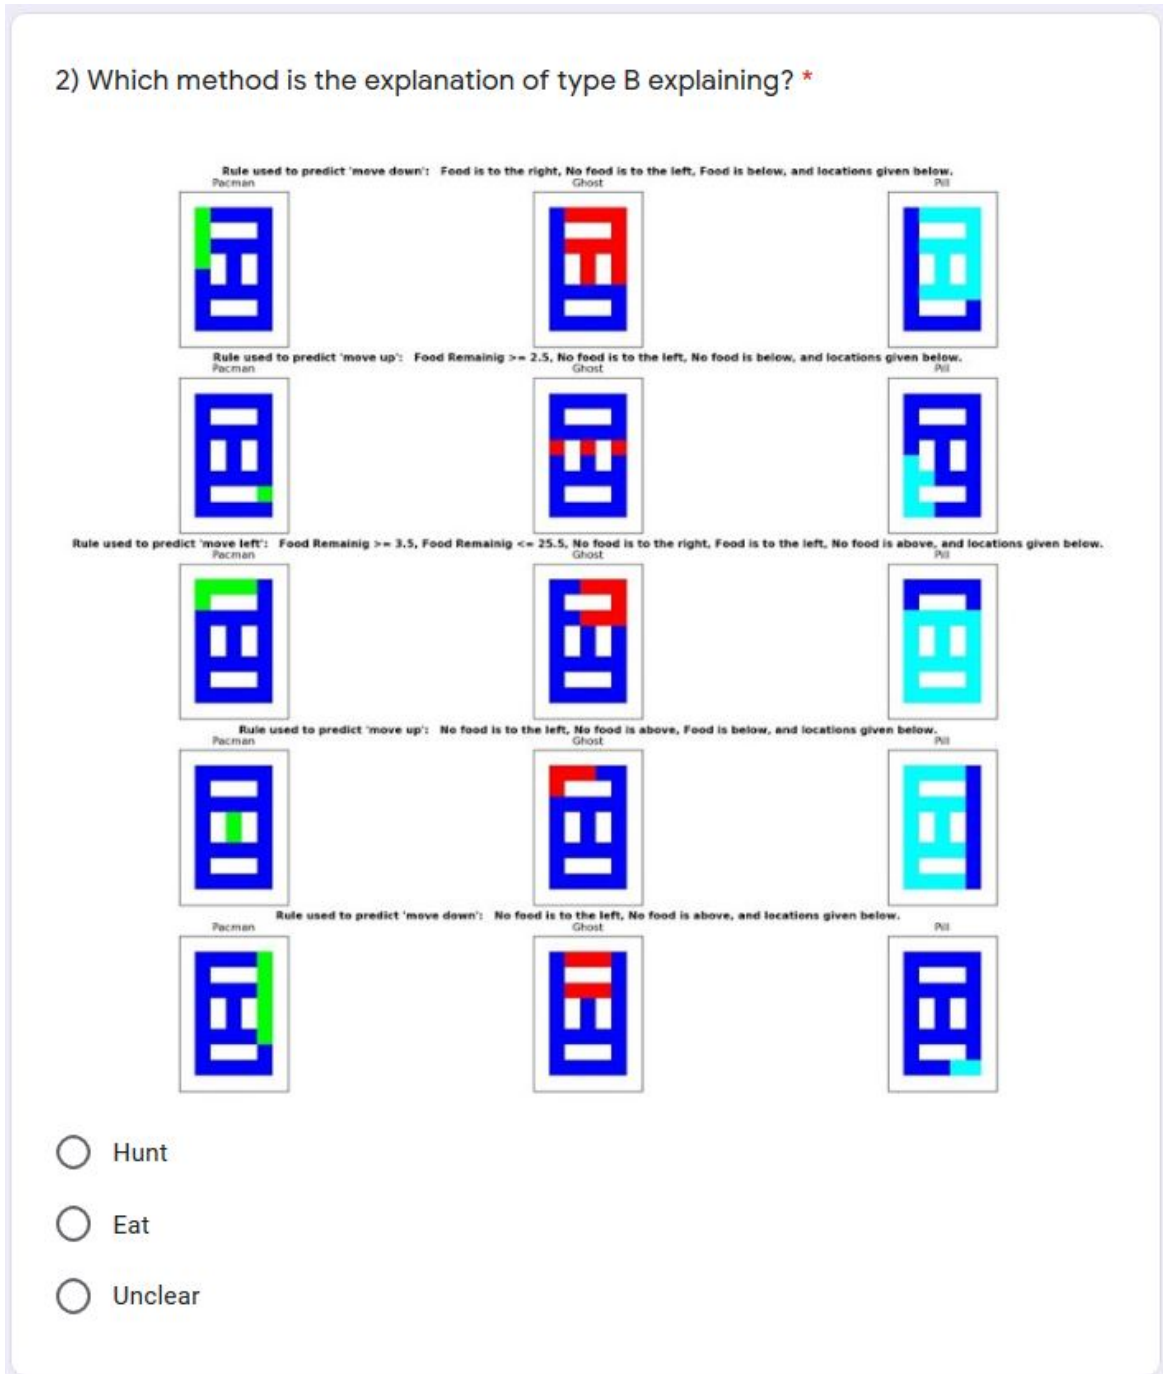 2) Which method is the explanation of type B explaining? *
Rule used to predict 'move down':   Food is to the right, No food is to the left, Food is below, and locations given below.
Pacman Ghost Pill
Rule used to predict 'move up':   Food Remainig >= 2.5, No food is to the left, No food is below, and locations given below.
Pacman Ghost Pill
Rule used to predict 'move left':   Food Remainig >= 3.5, Food Remainig <= 25.5, No food is to the right, Food is to the left, No food is above, and locations given below.
Pacman Ghost Pill
Rule used to predict 'move up':   No food is to the left, No food is above, Food is below, and locations given below.
Pacman Ghost Pill
Rule used to predict 'move down':   No food is to the left, No food is above, and locations given below.
Pacman Ghost Pill
Hunt
Eat
Unclear